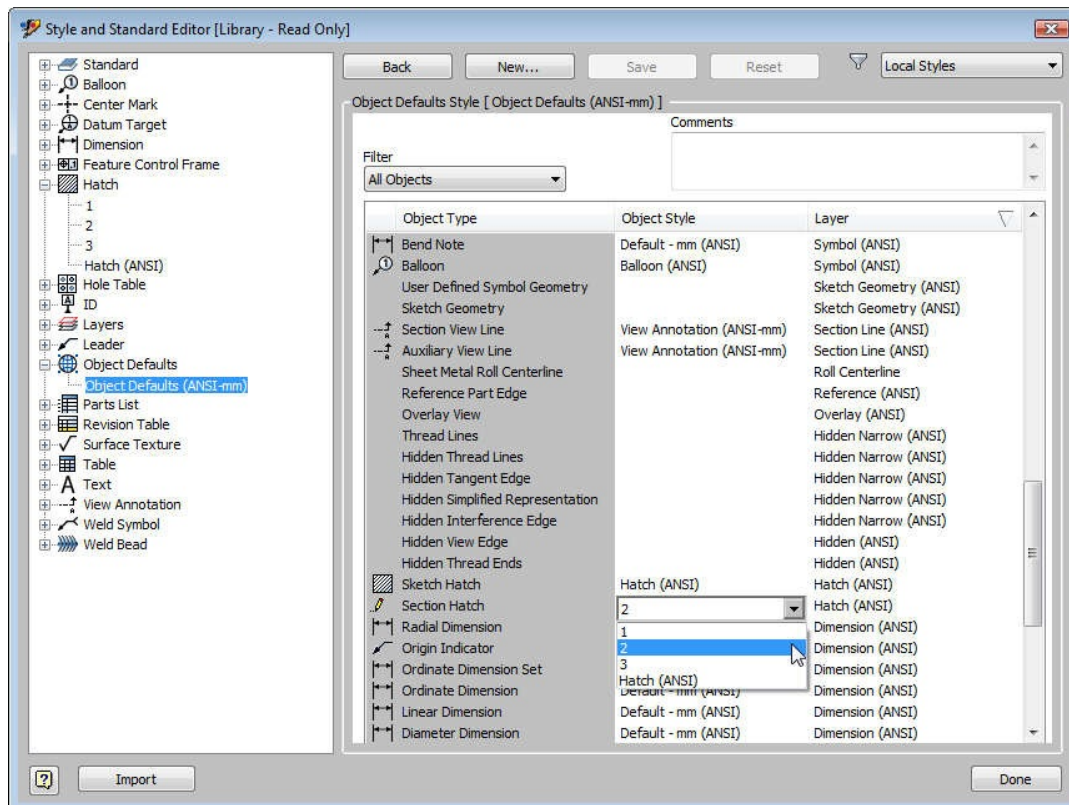 Style and Standard Editor [Library - Read Only]
Standard
Balloon
Center Mark
Datum Target
Dimension
Feature Control Frame
Hatch
1
2
3
Hatch (ANSI)
Hole Table
ID
Layers
Leader
Object Defaults
Object Defaults (ANSI-mm)
Parts List
Revision Table
Surface Texture
Table
Text
View Annotation
Weld Symbol
Weld Bead
Back New... Save Reset Local Styles
Object Defaults Style [ Object Defaults (ANSI-mm) ]
Comments
Filter
All Objects
Object Type Object Style Layer
Bend Note Default - mm (ANSI) Symbol (ANSI)
Balloon Balloon (ANSI) Symbol (ANSI)
User Defined Symbol Geometry Sketch Geometry (ANSI)
Sketch Geometry Sketch Geometry (ANSI)
Section View Line View Annotation (ANSI-mm) Section Line (ANSI)
Auxiliary View Line View Annotation (ANSI-mm) Section Line (ANSI)
Sheet Metal Roll Centerline Roll Centerline
Reference Part Edge Reference (ANSI)
Overlay View Overlay (ANSI)
Thread Lines Hidden Narrow (ANSI)
Hidden Thread Lines Hidden Narrow (ANSI)
Hidden Tangent Edge Hidden Narrow (ANSI)
Hidden Simplified Representation Hidden Narrow (ANSI)
Hidden Interference Edge Hidden Narrow (ANSI)
Hidden View Edge Hidden (ANSI)
Hidden Thread Ends Hidden (ANSI)
Sketch Hatch Hatch (ANSI) Hatch (ANSI)
Section Hatch 2 Hatch (ANSI)
Radial Dimension 1 Dimension (ANSI)
Origin Indicator 2 Dimension (ANSI)
Ordinate Dimension Set 3 Dimension (ANSI)
Hatch (ANSI)
Ordinate Dimension Default - mm (ANSI) Dimension (ANSI)
Linear Dimension Default - mm (ANSI) Dimension (ANSI)
Diameter Dimension Default - mm (ANSI) Dimension (ANSI)
Import Done